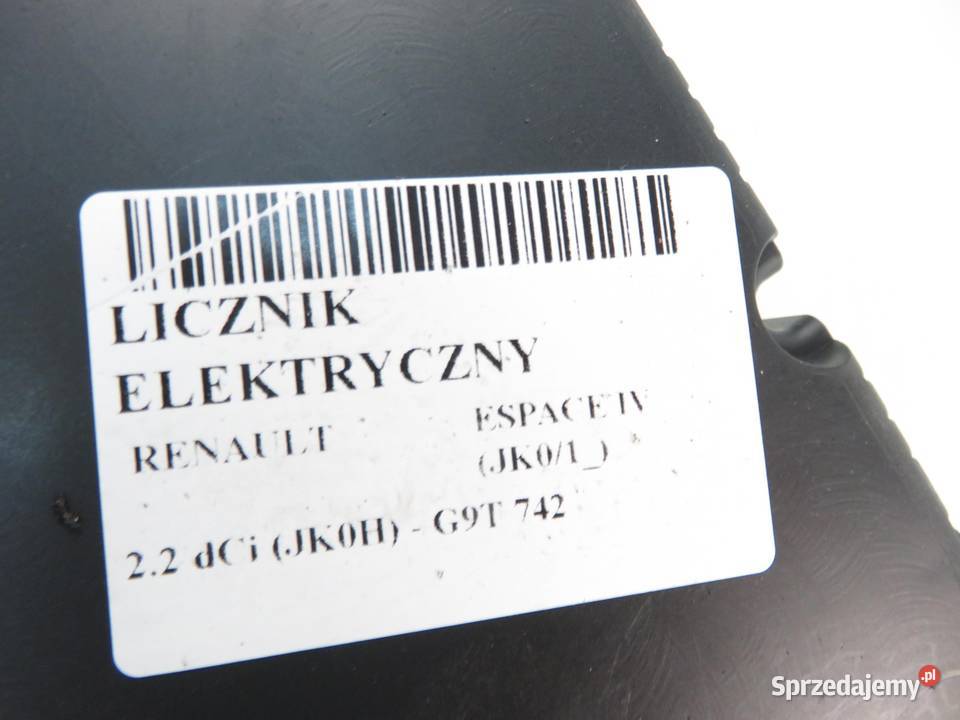 LICZNIK
ELEKTRYCZNY
RENAULT
ESPACE IV
(JK0/1_)
2.2 dCi (JK0H) - G9T 742
Sprzedajemy.pl